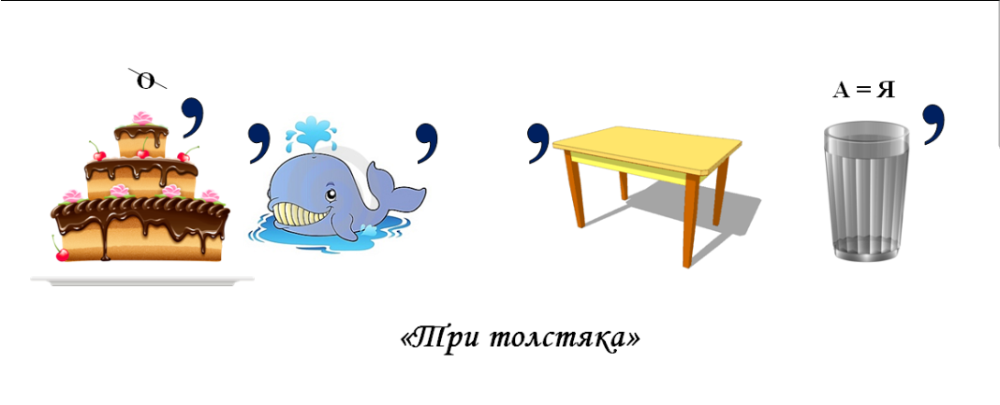 О
А = Я
«Три толстяка»